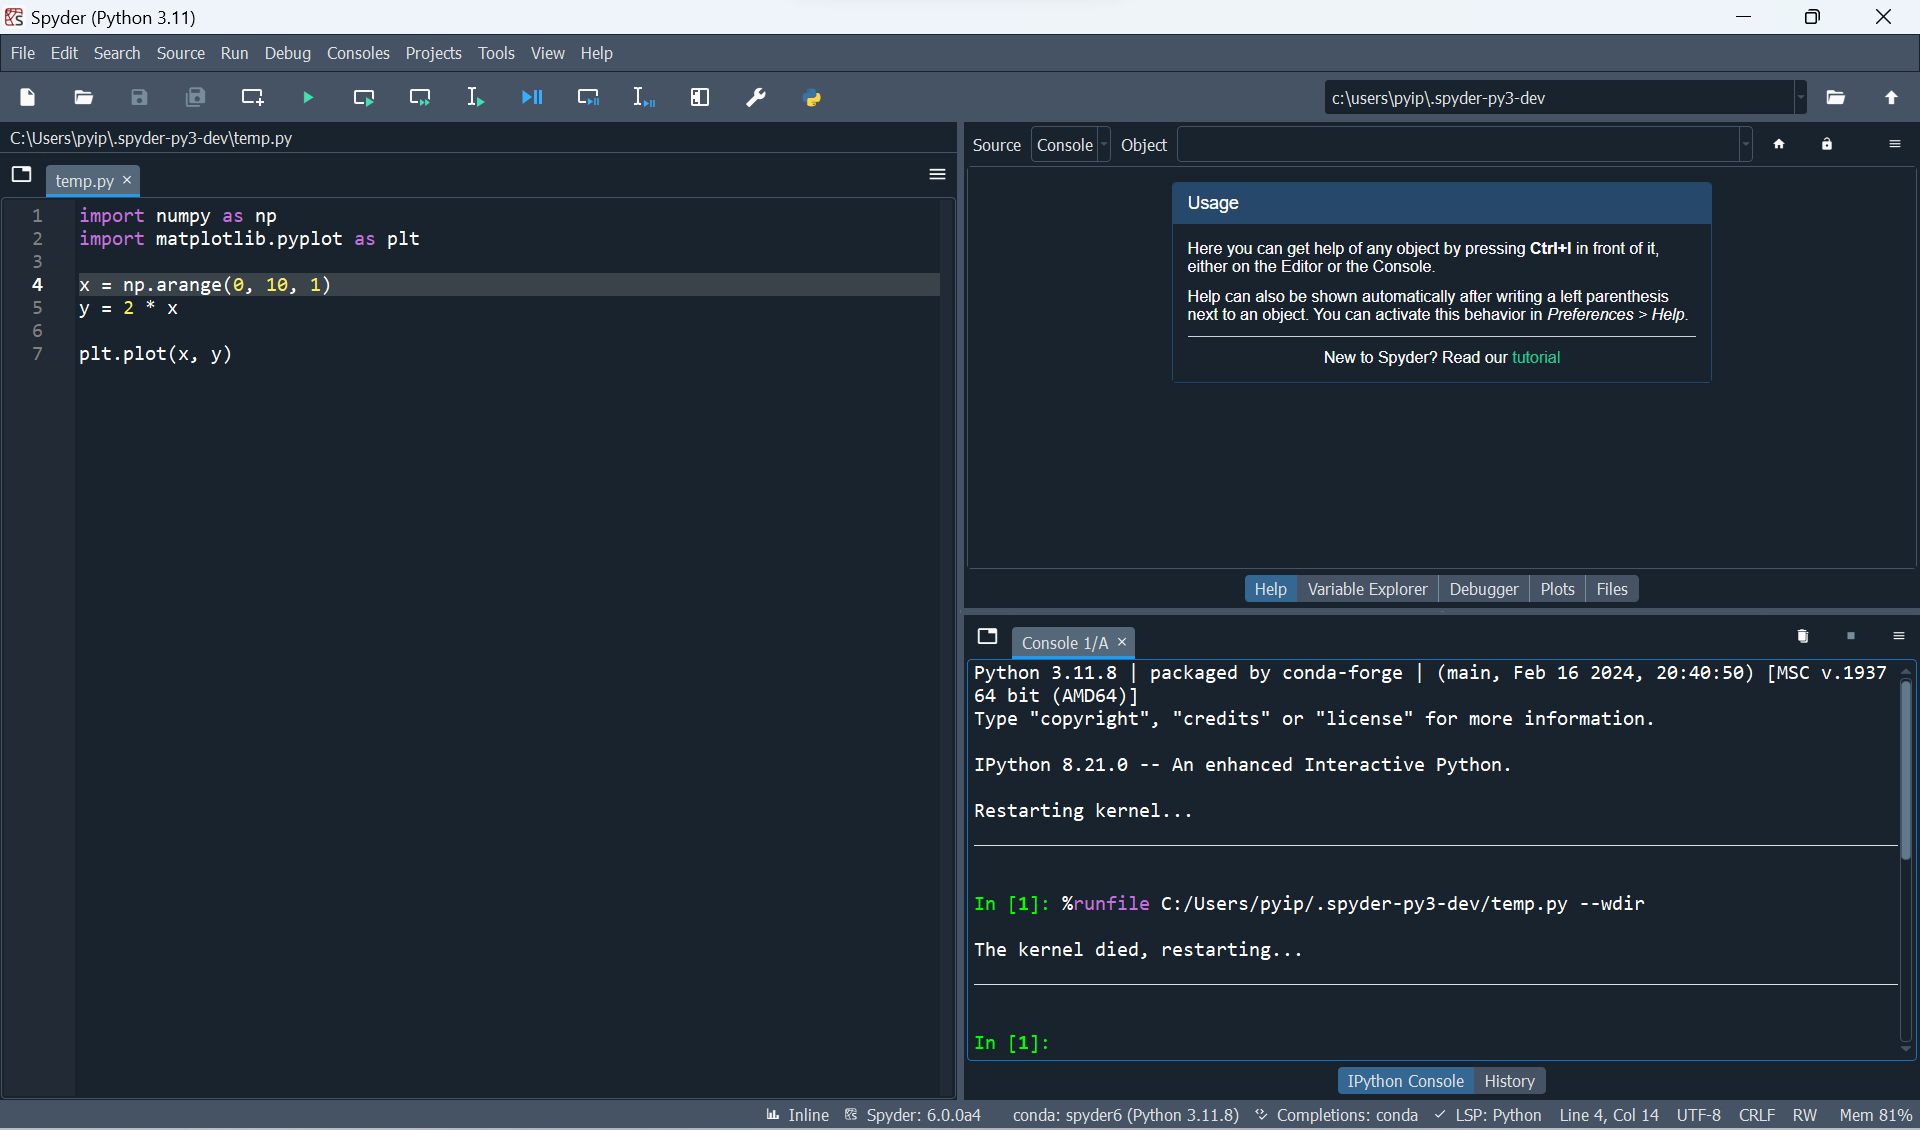 Spyder (Python 3.11)
File Edit Search Source Run Debug Consoles Projects Tools View Help
c:\users\pyip\.spyder-py3-dev
C:\Users\pyip\.spyder-py3-dev\temp.py
temp.py
1 import numpy as np
2 import matplotlib.pyplot as plt
3
4 x = np.arange(0, 10, 1)
5 y = 2 * x
6
7 plt.plot(x, y)
Source Console Object
Usage
Here you can get help of any object by pressing Ctrl+I in front of it,
either on the Editor or the Console.
Help can also be shown automatically after writing a left parenthesis
next to an object. You can activate this behavior in Preferences > Help.
New to Spyder? Read our tutorial
Help Variable Explorer Debugger Plots Files
Console 1/A
Python 3.11.8 | packaged by conda-forge | (main, Feb 16 2024, 20:40:50) [MSC v.1937
64 bit (AMD64)]
Type "copyright", "credits" or "license" for more information.
IPython 8.21.0 -- An enhanced Interactive Python.
Restarting kernel...
In [1]: %runfile C:/Users/pyip/.spyder-py3-dev/temp.py --wdir
The kernel died, restarting...
In [1]:
IPython Console History
Inline Spyder: 6.0.0a4 conda: spyder6 (Python 3.11.8) Completions: conda LSP: Python Line 4, Col 14 UTF-8 CRLF RW Mem 81%